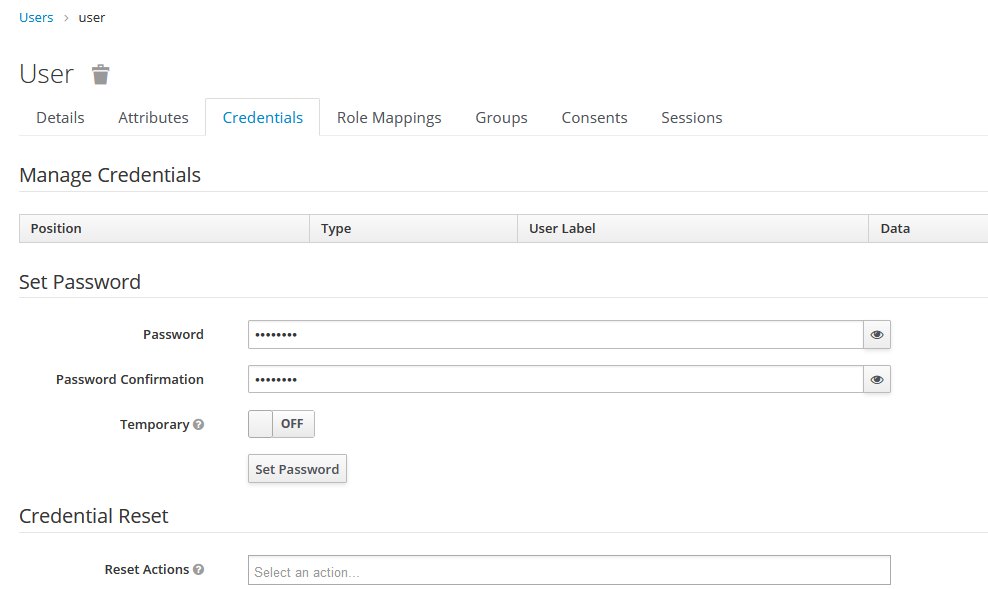 Users > user
User
Details Attributes Credentials Role Mappings Groups Consents Sessions
Manage Credentials
Position Type User Label Data
Set Password
Password ••••••••
Password Confirmation ••••••••
Temporary OFF
Set Password
Credential Reset
Reset Actions Select an action...